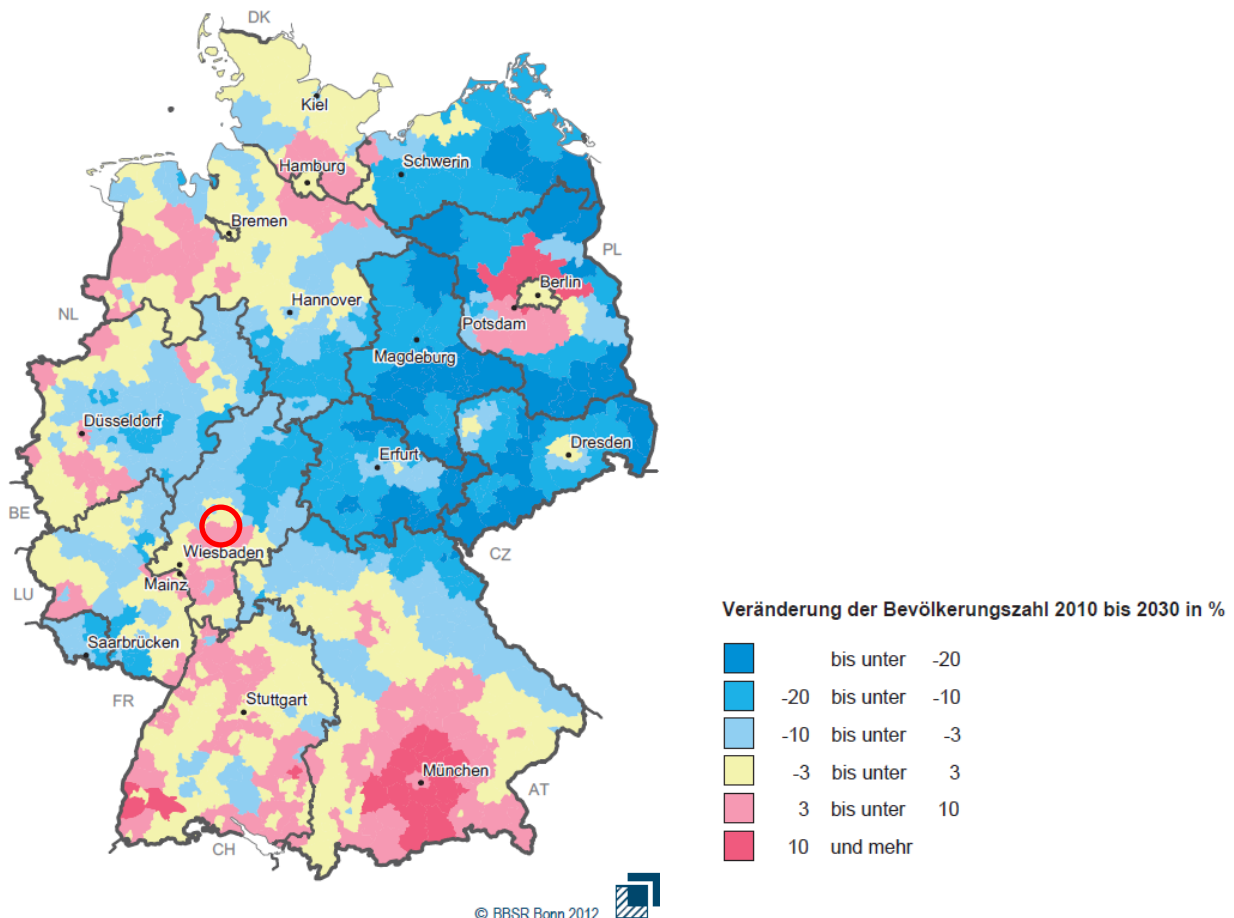 DK
Kiel
Hamburg
Schwerin
Bremen
PL
Berlin
NL
Hannover
Potsdam
Magdeburg
Düsseldorf
Dresden
Erfurt
BE
Wiesbaden
CZ
Mainz
LU
Saarbrücken
FR
Stuttgart
München
AT
CH
Veränderung der Bevölkerungszahl 2010 bis 2030 in %
bis unter -20
-20 bis unter -10
-10 bis unter -3
-3 bis unter 3
3 bis unter 10
10 und mehr
© BBSR Bonn 2012